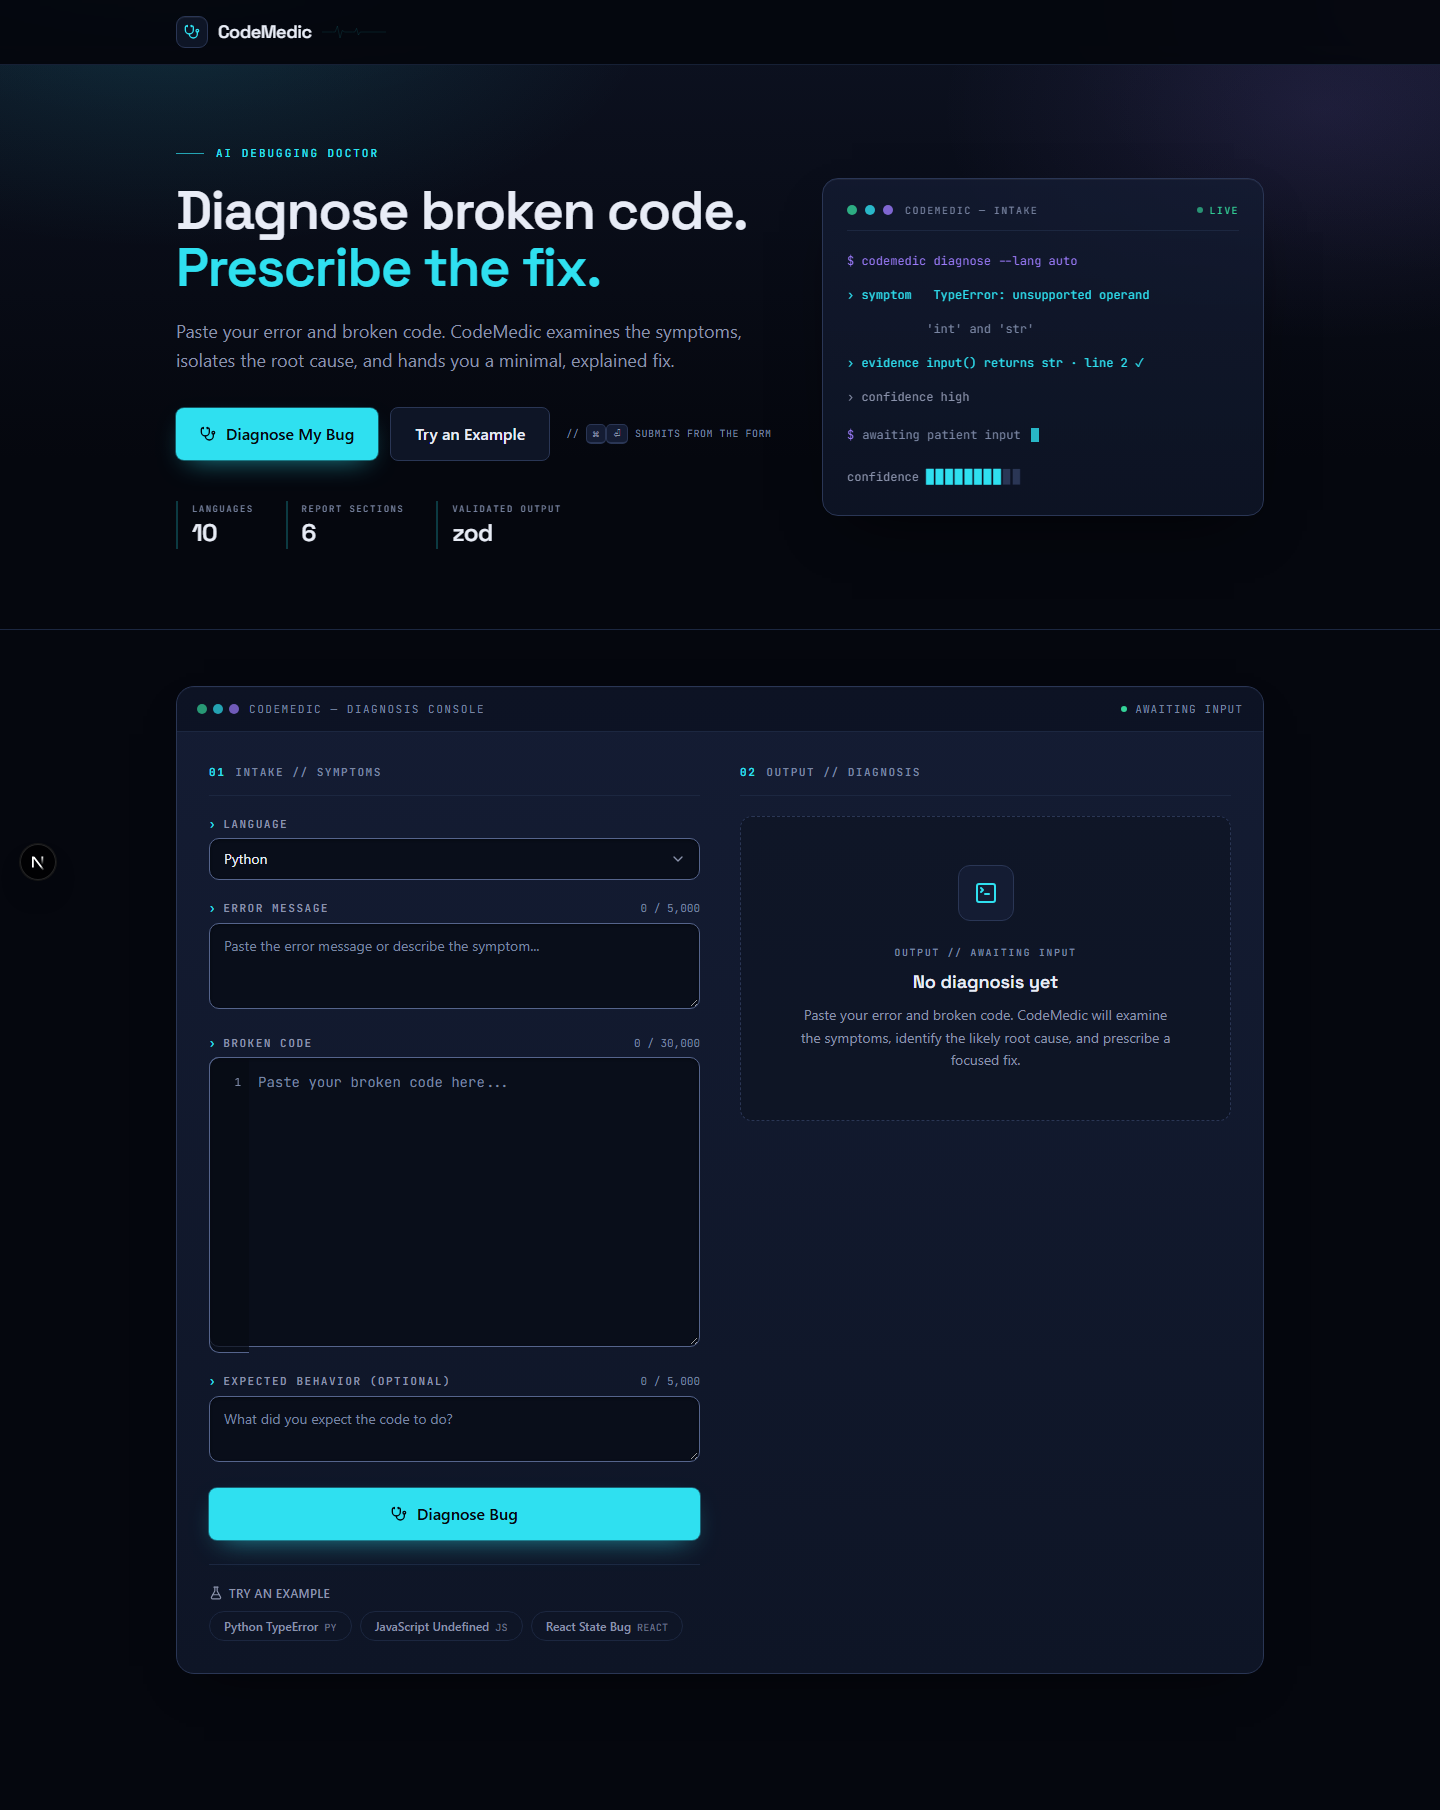 CodeMedic
AI DEBUGGING DOCTOR
Diagnose broken code.
Prescribe the fix.
Paste your error and broken code. CodeMedic examines the symptoms,
isolates the root cause, and hands you a minimal, explained fix.
Diagnose My Bug
Try an Example
// ⌘ ⏎ SUBMITS FROM THE FORM
LANGUAGES
10
REPORT SECTIONS
6
VALIDATED OUTPUT
zod
CODEMEDIC — INTAKE
LIVE
$ codemedic diagnose --lang auto
› symptom TypeError: unsupported operand
'int' and 'str'
› evidence input() returns str · line 2 ✓
› confidence high
$ awaiting patient input
confidence
CODEMEDIC — DIAGNOSIS CONSOLE
AWAITING INPUT
01 INTAKE // SYMPTOMS
› LANGUAGE
Python
› ERROR MESSAGE
0 / 5,000
Paste the error message or describe the symptom...
› BROKEN CODE
0 / 30,000
1 Paste your broken code here...
› EXPECTED BEHAVIOR (OPTIONAL)
0 / 5,000
What did you expect the code to do?
Diagnose Bug
TRY AN EXAMPLE
Python TypeError PY
JavaScript Undefined JS
React State Bug REACT
02 OUTPUT // DIAGNOSIS
OUTPUT // AWAITING INPUT
No diagnosis yet
Paste your error and broken code. CodeMedic will examine
the symptoms, identify the likely root cause, and prescribe a
focused fix.
N